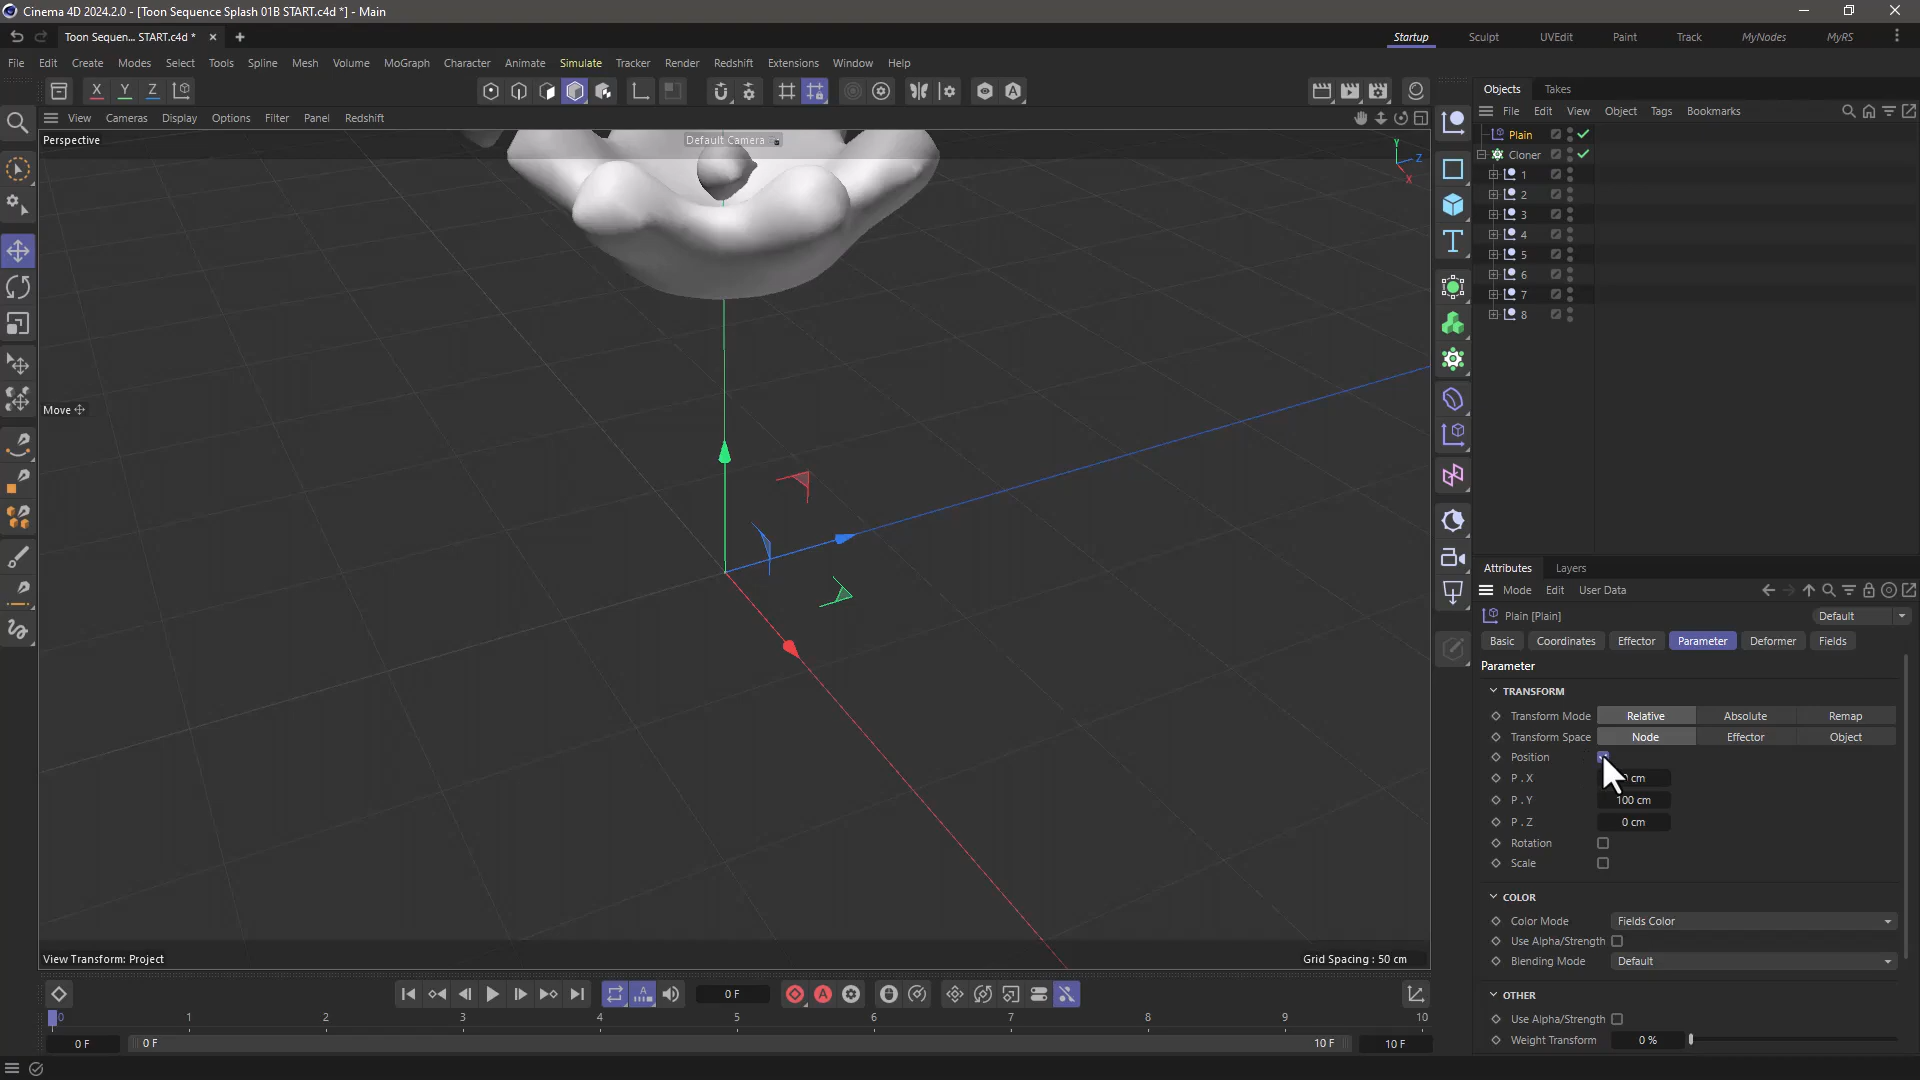 Cinema 4D 2024.2.0 - [Toon Sequence Splash 01B START.c4d *] - Main
Toon Sequen... START.c4d *
Startup Sculpt UVEdit Paint Track MyNodes MyRS
File Edit Create Modes Select Tools Spline Mesh Volume MoGraph Character Animate Simulate Tracker Render Redshift Extensions Window Help
X Y Z
View Cameras Display Options Filter Panel Redshift
Perspective
Default Camera
Y
Z
X
Move
View Transform: Project
Grid Spacing : 50 cm
Objects Takes
File Edit View Object Tags Bookmarks
Plain
Cloner
1
2
3
4
5
6
7
8
Attributes Layers
Mode Edit User Data
Plain [Plain]
Default
Basic Coordinates Effector Parameter Deformer Fields
Parameter
TRANSFORM
Transform Mode Relative Absolute Remap
Transform Space Node Effector Object
Position
P . X cm
P . Y 100 cm
P . Z 0 cm
Rotation
Scale
COLOR
Color Mode Fields Color
Use Alpha/Strength
Blending Mode Default
OTHER
Use Alpha/Strength
Weight Transform 0 %
0 F
0 1 2 3 4 5 6 7 8 9 10
0 F 0 F 10 F 10 F